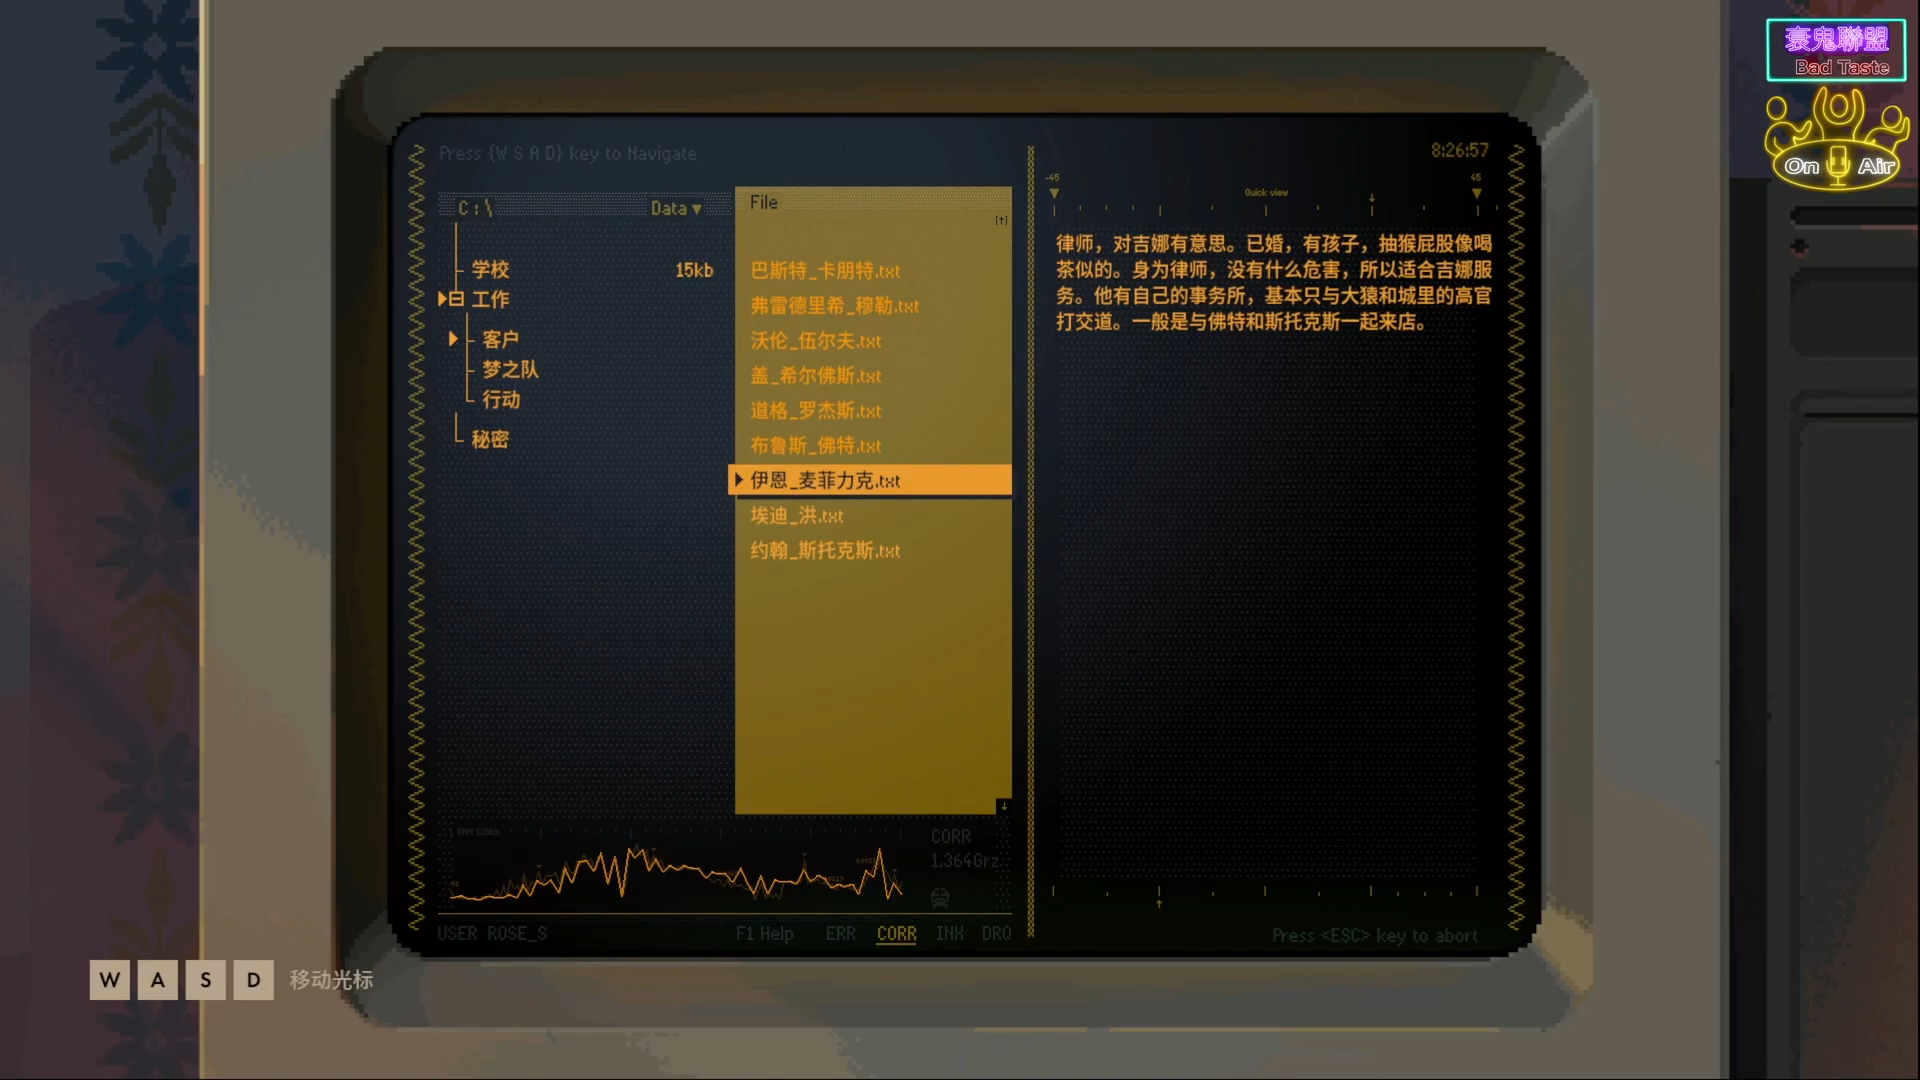 衰鬼聯盟
Bad Taste
On Air
Press {W S A D} key to Navigate
8:26:57
C:\ Data
File
[↑]
-45
Quick view
45
学校 15kb
工作
客户
梦之队
行动
秘密
巴斯特_卡朋特.txt
弗雷德里希_穆勒.txt
沃伦_伍尔夫.txt
盖_希尔佛斯.txt
道格_罗杰斯.txt
布鲁斯_佛特.txt
伊恩_麦菲力克.txt
埃迪_洪.txt
约翰_斯托克斯.txt
律师，对吉娜有意思。已婚，有孩子，抽猴屁股像喝
茶似的。身为律师，没有什么危害，所以适合吉娜服
务。他有自己的事务所，基本只与大猿和城里的高官
打交道。一般是与佛特和斯托克斯一起来店。
CORR
1.364Grz
USER ROSE_S
F1 Help ERR CORR INX DRQ
Press <ESC> key to abort
W A S D 移动光标